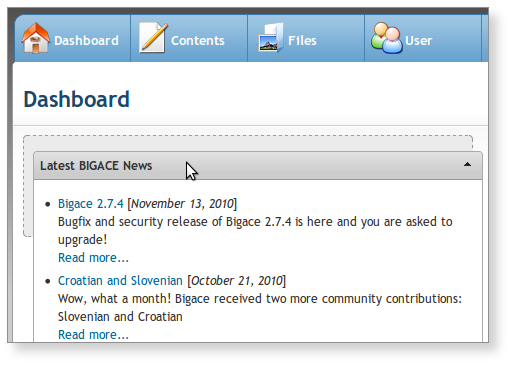 Dashboard Contents Files User
Dashboard
Latest BIGACE News
Bigace 2.7.4 [November 13, 2010]
Bugfix and security release of Bigace 2.7.4 is here and you are asked to
upgrade!
Read more...
Croatian and Slovenian [October 21, 2010]
Wow, what a month! Bigace received two more community contributions:
Slovenian and Croatian
Read more...